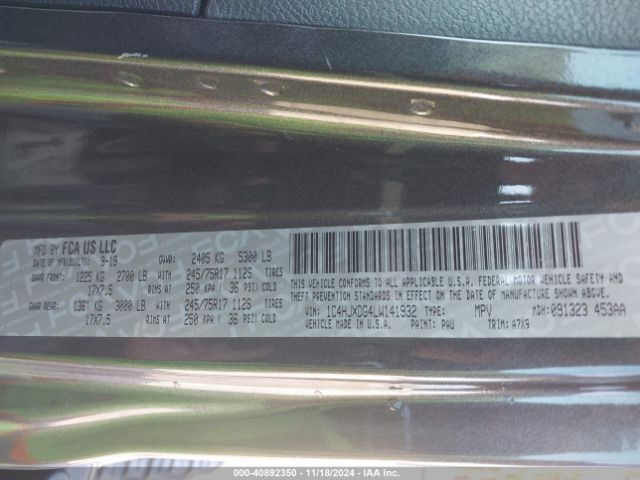 MFD BY FCA US LLC
DATE OF MFR(BUILT): 9-19 GVWR: 2405 KG 5300 LB
GAWR FRONT: 1225 KG 2700 LB WITH 245/75R17 112S TIRES
17X7.5 RIMS AT 250 KPA ( 36 PSI) COLD
GAWR REAR: 1361 KG 3000 LB WITH 245/75R17 112S TIRES
17X7.5 RIMS AT 250 KPA ( 36 PSI) COLD
THIS VEHICLE CONFORMS TO ALL APPLICABLE U.S.A. FEDERAL MOTOR VEHICLE SAFETY AND
THEFT PREVENTION STANDARDS IN EFFECT ON THE DATE OF MANUFACTURE SHOWN ABOVE.
VIN: 1C4HJXDG4LW141932 TYPE: MPV MDH: 091323 453AA
VEHICLE MADE IN U.S.A. PAINT: PAU TRIM: A7X9
000-40892350 - 11/18/2024 - IAA Inc.